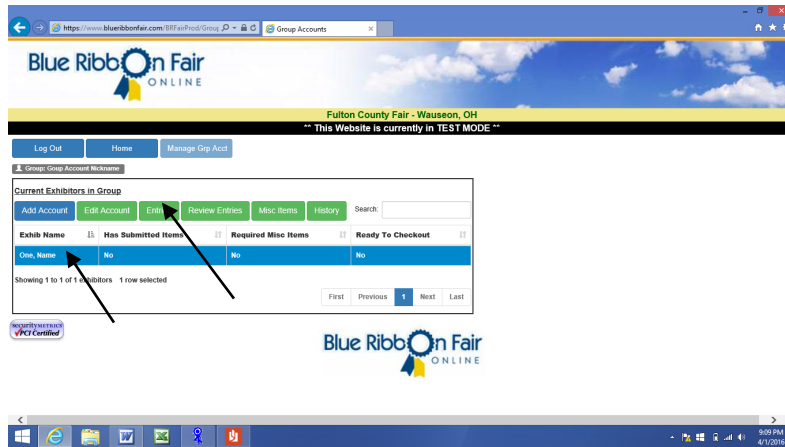 https://www.blueribbonfair.com/BRFairProd/Group
Group Accounts
Blue Ribbon Fair
ONLINE
Fulton County Fair - Wauseon, OH
** This Website is currently in TEST MODE **
Log Out Home Manage Grp Acct
Group: Goup Account Nickname
Current Exhibitors in Group
Add Account Edit Account Review Entries Misc Items History Search:
Exhib Name Has Submitted Items Required Misc Items Ready To Checkout
One, Name No No No
Showing 1 to 1 of 1 exhibitors 1 row selected
First Previous 1 Next Last
securityMETRICS
PCI Certified
Blue Ribbon Fair
ONLINE
9:09 PM
4/1/2016